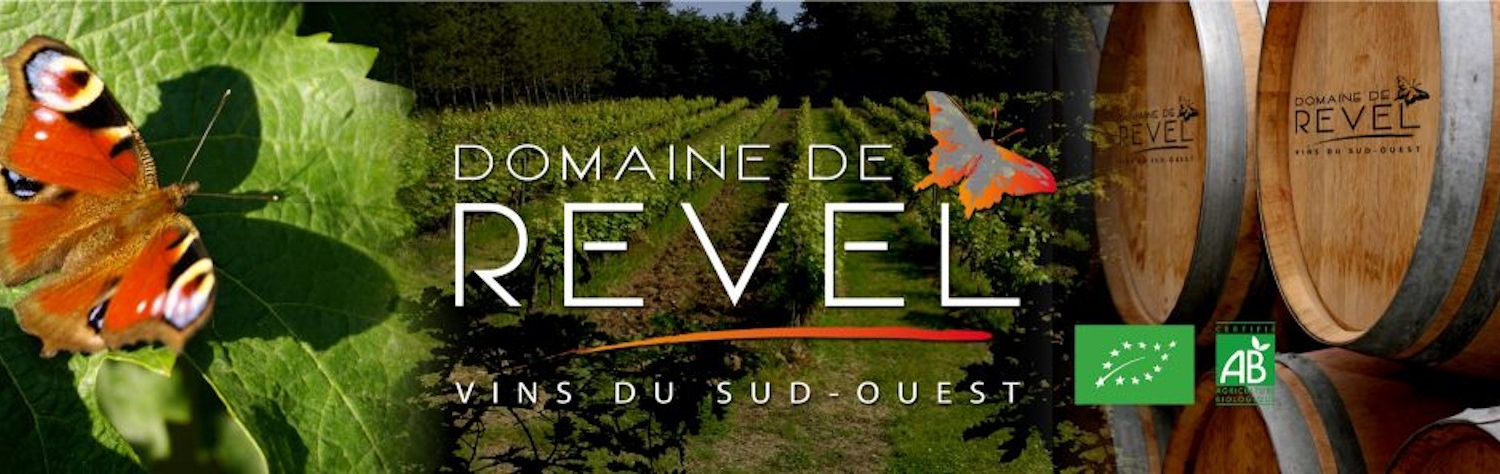 DOMAINE DE
REVEL
VINS DU SUD-OUEST
DOMAINE DE
REVEL
VINS DU SUD-OUEST
DOMAINE DE
REVEL
VINS DU SUD-OUEST
CERTIFIÉ
AB
AGRICULTURE
BIOLOGIQUE